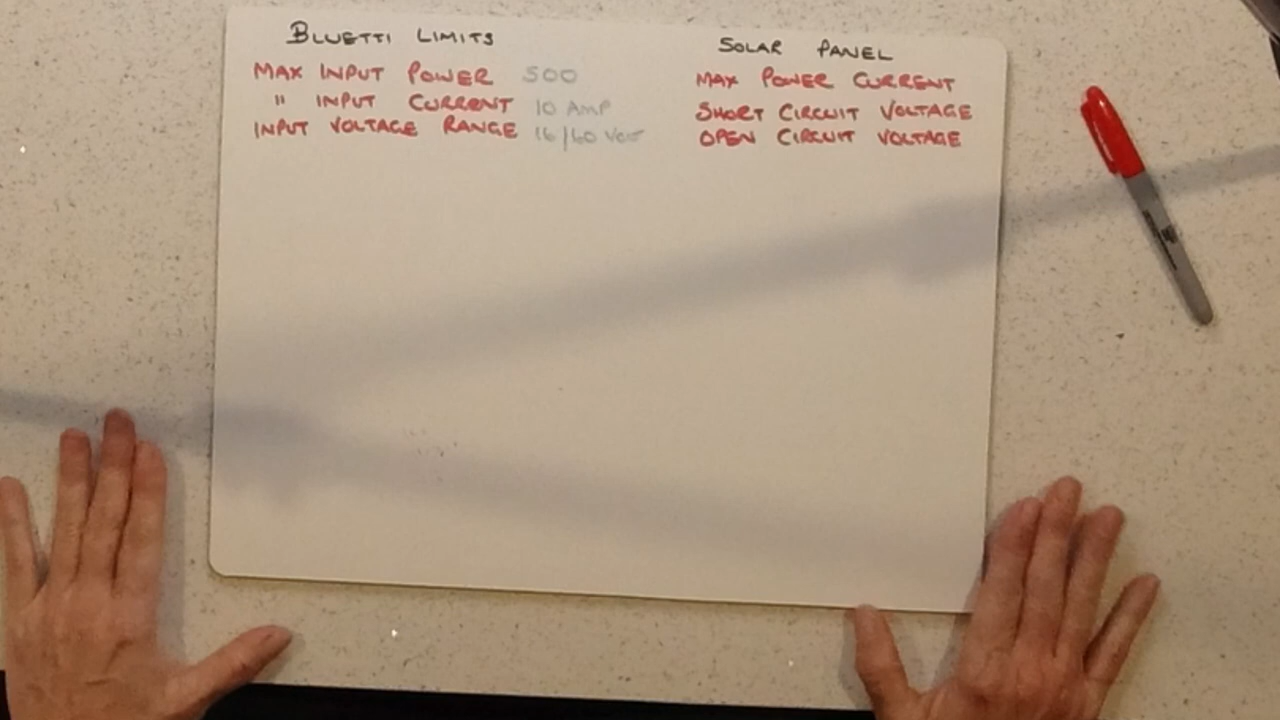 BLUETTI LIMITS
MAX INPUT POWER 500
" INPUT CURRENT 10 AMP
INPUT VOLTAGE RANGE 16/60 VOLT
SOLAR PANEL
MAX POWER CURRENT
SHORT CIRCUIT VOLTAGE
OPEN CIRCUIT VOLTAGE